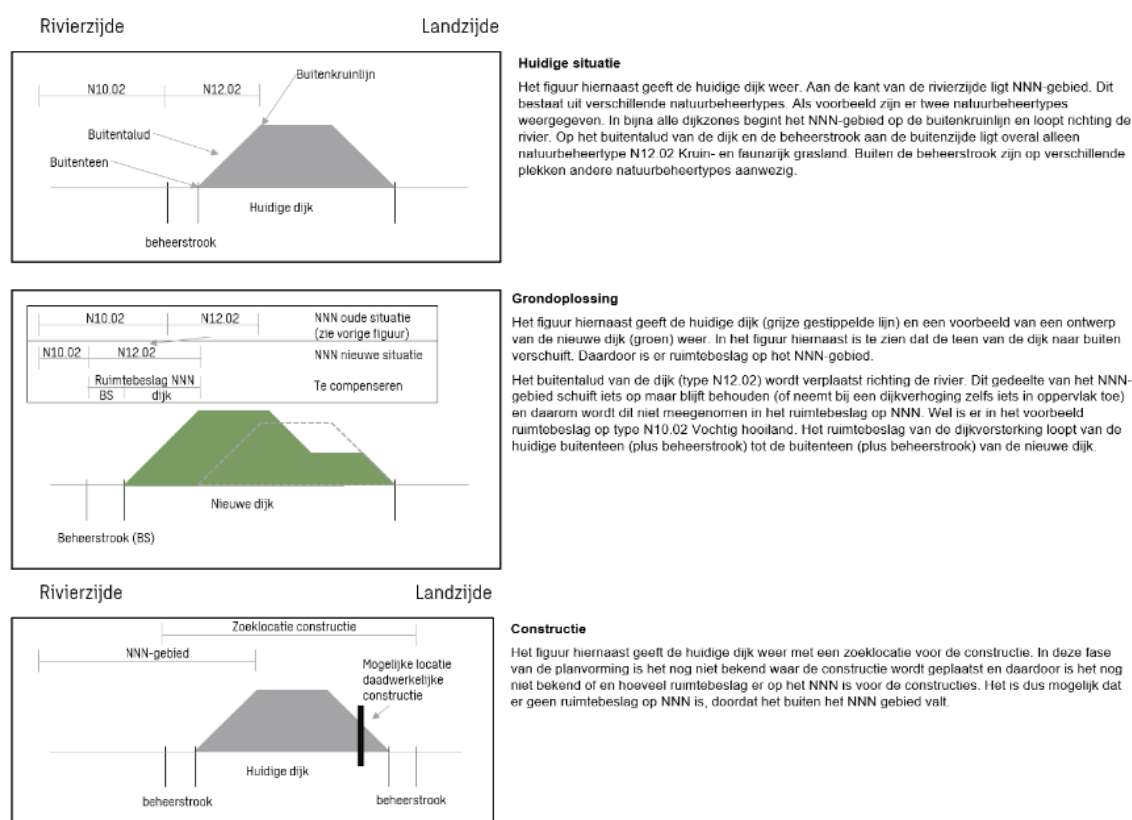 Rivierzijde
Landzijde
N10.02
N12.02
Buitenkruinlijn
Buitentalud
Buitenteen
Huidige dijk
beheerstrook
Huidige situatie
Het figuur hiernaast geeft de huidige dijk weer. Aan de kant van de rivierzijde ligt NNN-gebied. Dit
bestaat uit verschillende natuurbeheertypes. Als voorbeeld zijn er twee natuurbeheertypes
weergegeven. In bijna alle dijkzones begint het NNN-gebied op de buitenkruinlijn en loopt richting de
rivier. Op het buitentalud van de dijk en de beheerstrook aan de buitenzijde ligt overal alleen
natuurbeheertype N12.02 Kruin- en faunarijk grasland. Buiten de beheerstrook zijn op verschillende
plekken andere natuurbeheertypes aanwezig.
N10.02
N12.02
NNN oude situatie
(zie vorige figuur)
N10.02
N12.02
NNN nieuwe situatie
Ruimtebeslag NNN
BS
dijk
Te compenseren
Nieuwe dijk
Beheerstrook (BS)
Grondoplossing
Het figuur hiernaast geeft de huidige dijk (grijze gestippelde lijn) en een voorbeeld van een ontwerp
van de nieuwe dijk (groen) weer. In het figuur hiernaast is te zien dat de teen van de dijk naar buiten
verschuift. Daardoor is er ruimtebeslag op het NNN-gebied.
Het buitentalud van de dijk (type N12.02) wordt verplaatst richting de rivier. Dit gedeelte van het NNN-
gebied schuift iets op maar blijft behouden (of neemt bij een dijkverhoging zelfs iets in oppervlak toe)
en daarom wordt dit niet meegenomen in het ruimtebeslag op NNN. Wel is er in het voorbeeld
ruimtebeslag op type N10.02 Vochtig hooiland. Het ruimtebeslag van de dijkversterking loopt van de
huidige buitenteen (plus beheerstrook) tot de buitenteen (plus beheerstrook) van de nieuwe dijk.
Rivierzijde
Landzijde
Zoeklocatie constructie
NNN-gebied
Mogelijke locatie
daadwerkelijke
constructie
Huidige dijk
beheerstrook
beheerstrook
Constructie
Het figuur hiernaast geeft de huidige dijk weer met een zoeklocatie voor de constructie. In deze fase
van de planvorming is het nog niet bekend waar de constructie wordt geplaatst en daardoor is het nog
niet bekend of en hoeveel ruimtebeslag er op het NNN is voor de constructies. Het is dus mogelijk dat
er geen ruimtebeslag op NNN is, doordat het buiten het NNN gebied valt.